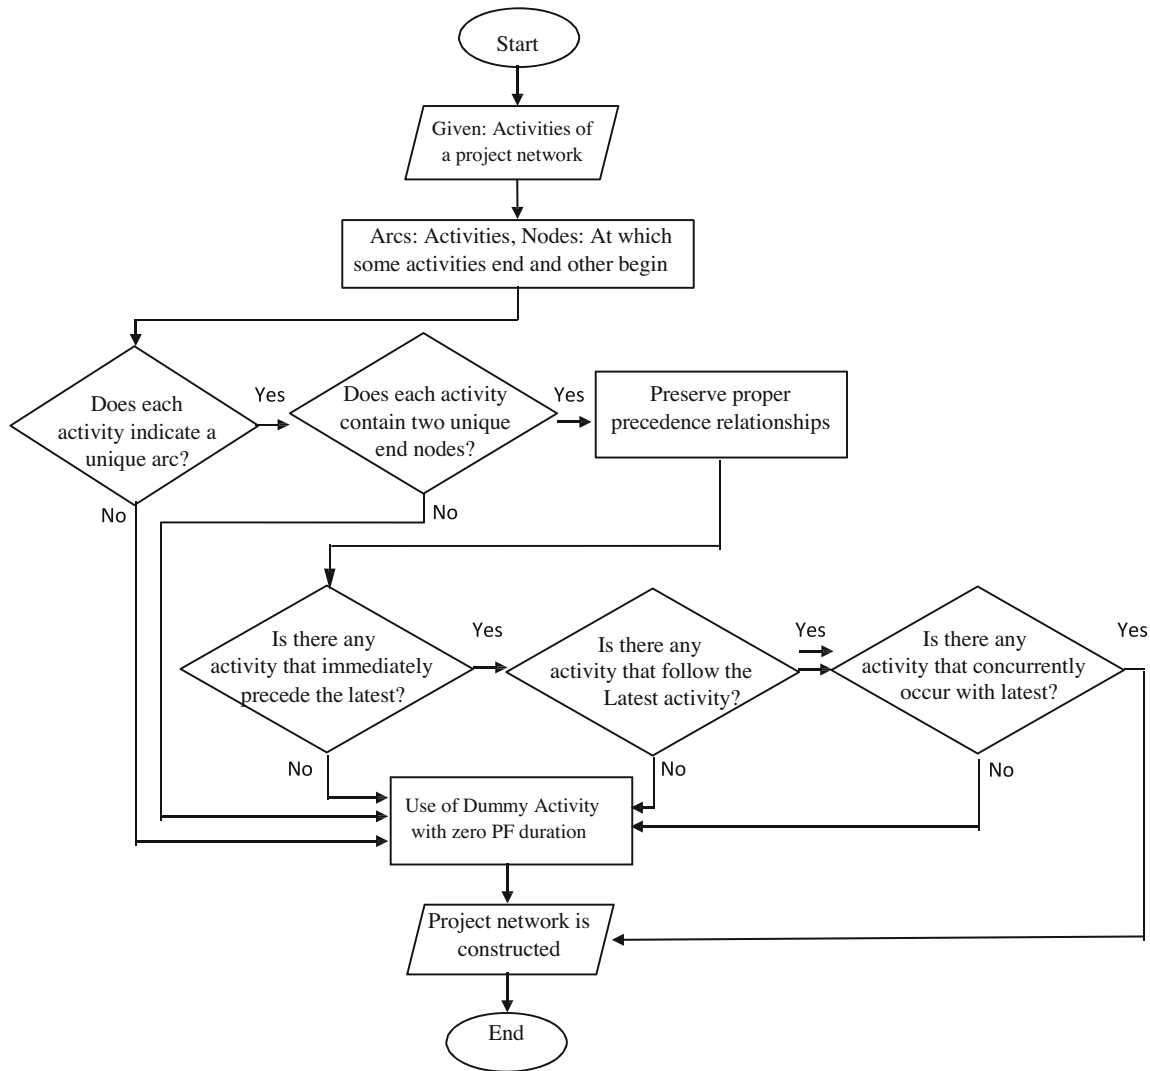 Start
Given: Activities of
a project network
Arcs: Activities, Nodes: At which
some activities end and other begin
Does each
activity indicate a
unique arc?
Yes
No
Does each activity
contain two unique
end nodes?
Yes
No
Preserve proper
precedence relationships
Is there any
activity that immediately
precede the latest?
Yes
No
Is there any
activity that follow the
Latest activity?
Yes
No
Is there any
activity that concurrently
occur with latest?
Yes
No
Use of Dummy Activity
with zero PF duration
Project network is
constructed
End